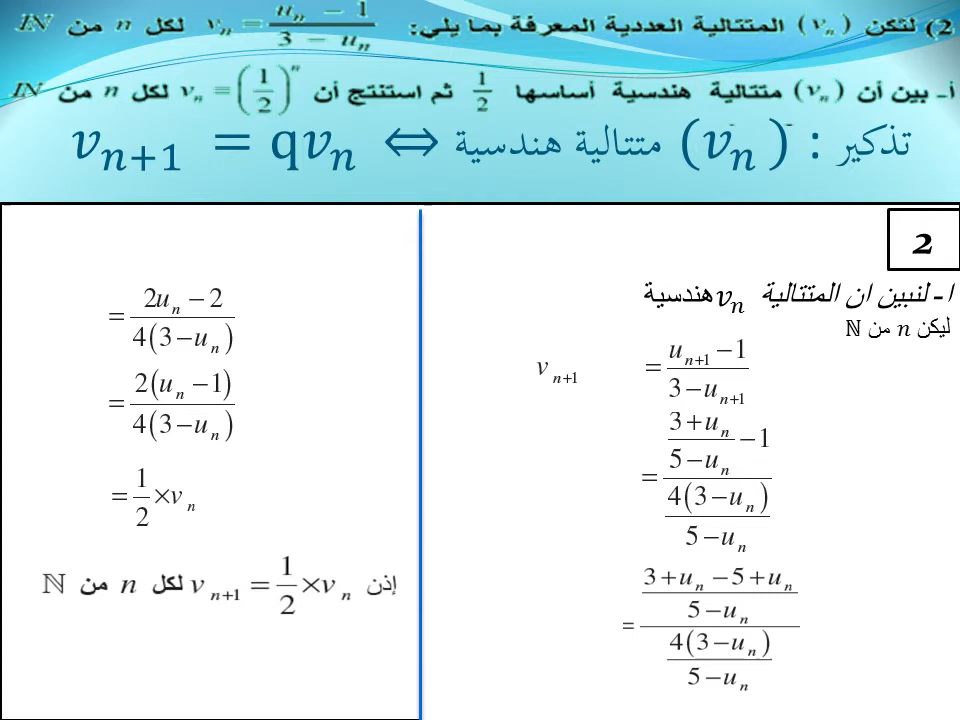 2) لتكن (vₙ) المتتالية العددية المعرفة بما يلي: vₙ = (uₙ − 1)/(3 − uₙ) لكل n من IN
أ- بين أن (vₙ) متتالية هندسية أساسها 1/2 ثم استنتج أن vₙ = (1/2)ⁿ لكل n من IN
تذكير : (vₙ) متتالية هندسية ⇔ vₙ₊₁ = qvₙ
2
ا - لنبين ان المتتالية vₙ هندسية
ليكن n من ℕ
vₙ₊₁ = (uₙ₊₁ − 1)/(3 − uₙ₊₁)
= ((3 + uₙ)/(5 − uₙ) − 1)/(4(3 − uₙ)/(5 − uₙ))
= ((3 + uₙ − 5 + uₙ)/(5 − uₙ))/(4(3 − uₙ)/(5 − uₙ))
= (2uₙ − 2)/(4(3 − uₙ))
= 2(uₙ − 1)/(4(3 − uₙ))
= 1/2 × vₙ
إذن vₙ₊₁ = 1/2 × vₙ لكل n من ℕ